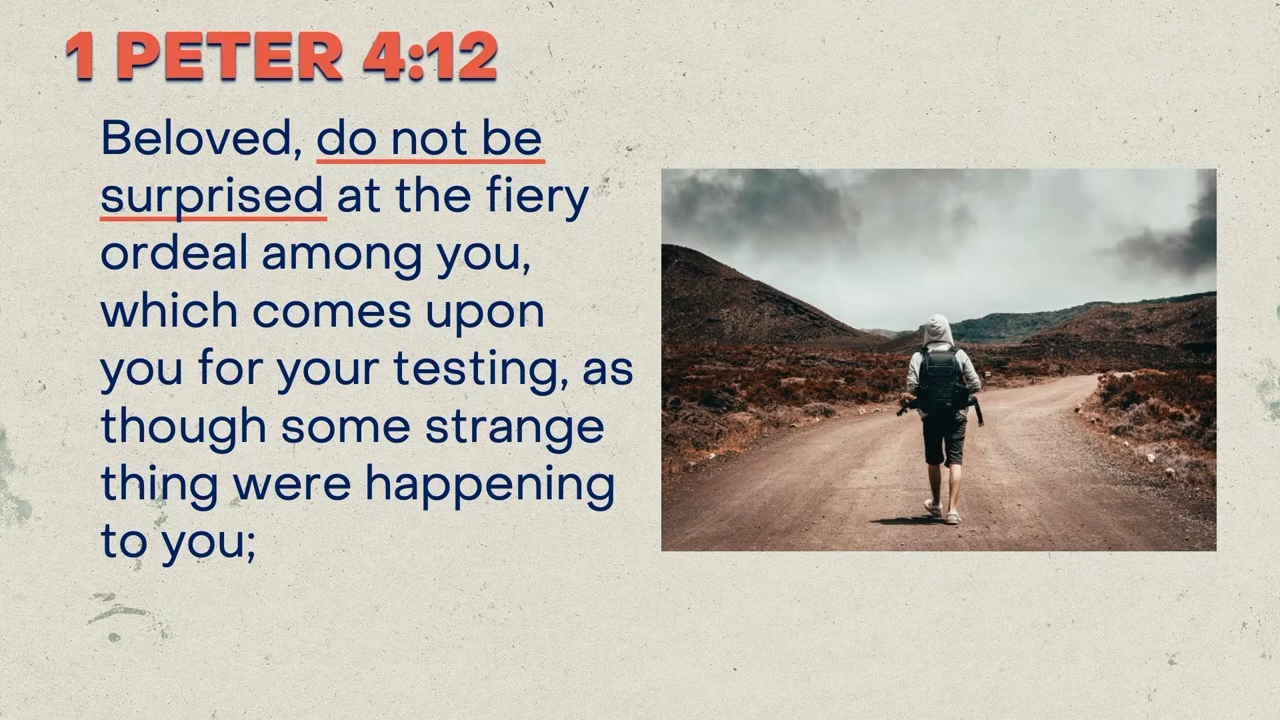 1 PETER 4:12
Beloved, do not be
surprised at the fiery
ordeal among you,
which comes upon
you for your testing, as
though some strange
thing were happening
to you;